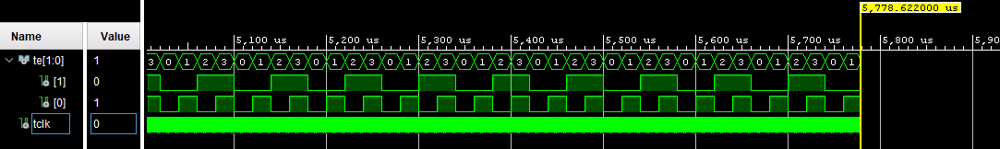 5,778.622000 us
Name Value
5,100 us 5,200 us 5,300 us 5,400 us 5,500 us 5,600 us 5,700 us 5,800 us 5,90
te[1:0] 1 3 0 1 2 3 0 1 2 3 0 1 2 3 0 1 2 3 0 1 2 3 0 1 2 3 0 1 2 3 0 1 2 3 0 1 2 3 0 1
[1] 0
[0] 1
tclk 0